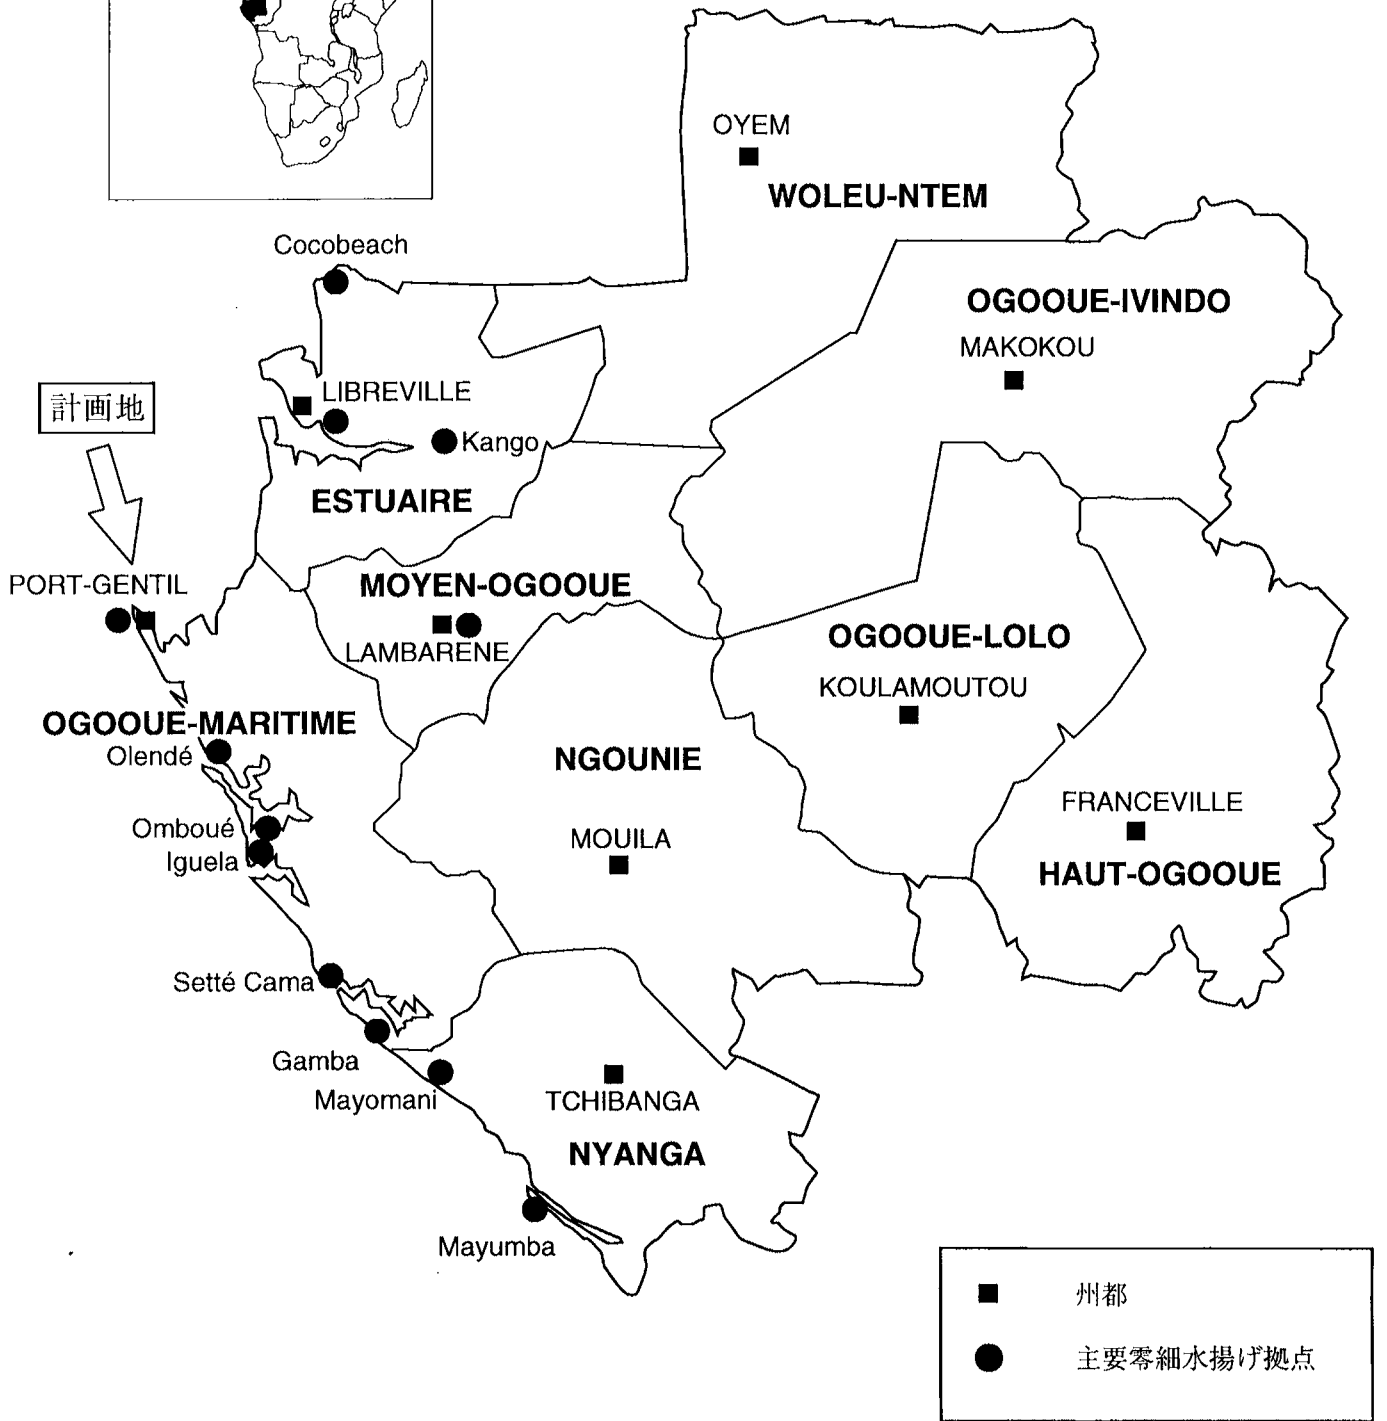 OYEM
WOLEU-NTEM
Cocobeach
OGOOUE-IVINDO
MAKOKOU
計画地
LIBREVILLE
Kango
ESTUAIRE
PORT-GENTIL
MOYEN-OGOOUE
LAMBARENE
OGOOUE-LOLO
KOULAMOUTOU
OGOOUE-MARITIME
Olendé
NGOUNIE
FRANCEVILLE
Omboué
MOUILA
Iguela
HAUT-OGOOUE
Setté Cama
Gamba
Mayomani
TCHIBANGA
NYANGA
Mayumba
州都
主要零細水揚げ拠点